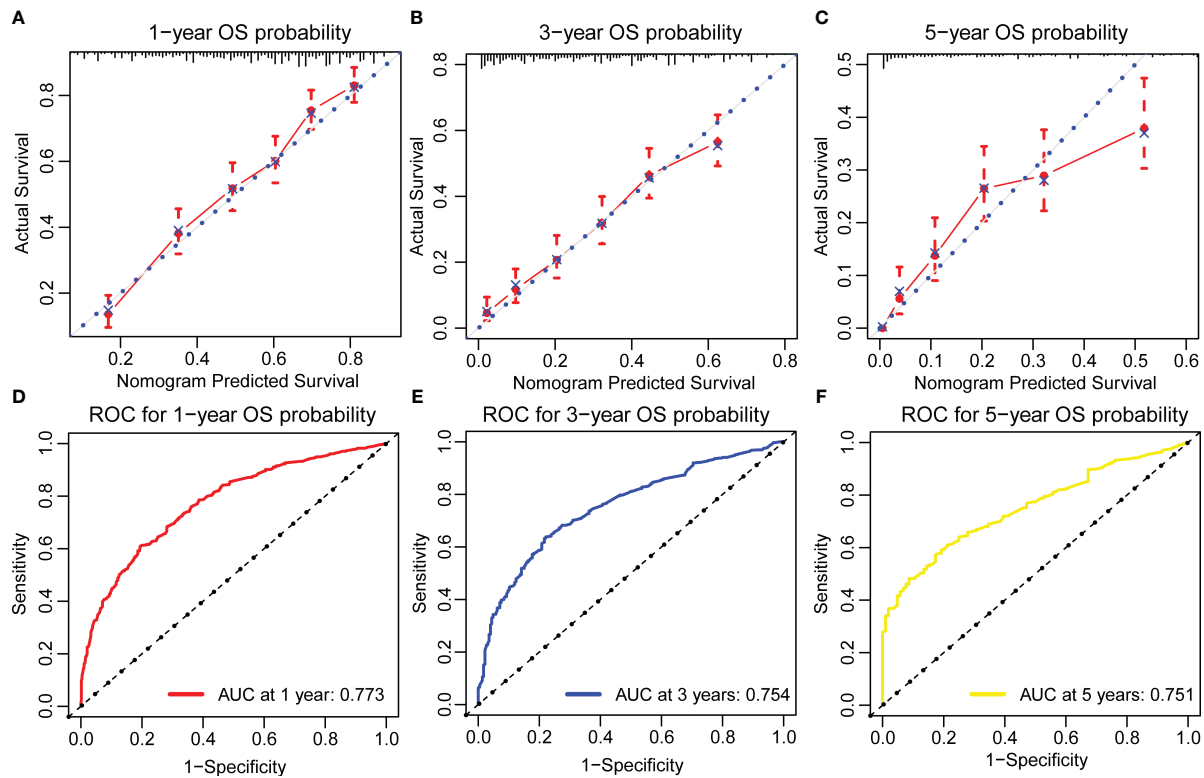 A
1−year OS probability
Actual Survival
0.2 0.4 0.6 0.8
0.2 0.4 0.6 0.8
Nomogram Predicted Survival
B
3−year OS probability
Actual Survival
0.0 0.2 0.4 0.6 0.8
0.0 0.2 0.4 0.6 0.8
Nomogram Predicted Survival
C
5−year OS probability
Actual Survival
0.0 0.1 0.2 0.3 0.4 0.5
0.0 0.1 0.2 0.3 0.4 0.5 0.6
Nomogram Predicted Survival
D
ROC for 1−year OS probability
Sensitivity
0.0 0.2 0.4 0.6 0.8 1.0
AUC at 1 year: 0.773
0.0 0.2 0.4 0.6 0.8 1.0
1−Specificity
E
ROC for 3−year OS probability
Sensitivity
0.0 0.2 0.4 0.6 0.8 1.0
AUC at 3 years: 0.754
0.0 0.2 0.4 0.6 0.8 1.0
1−Specificity
F
ROC for 5−year OS probability
Sensitivity
0.0 0.2 0.4 0.6 0.8 1.0
AUC at 5 years: 0.751
0.0 0.2 0.4 0.6 0.8 1.0
1−Specificity